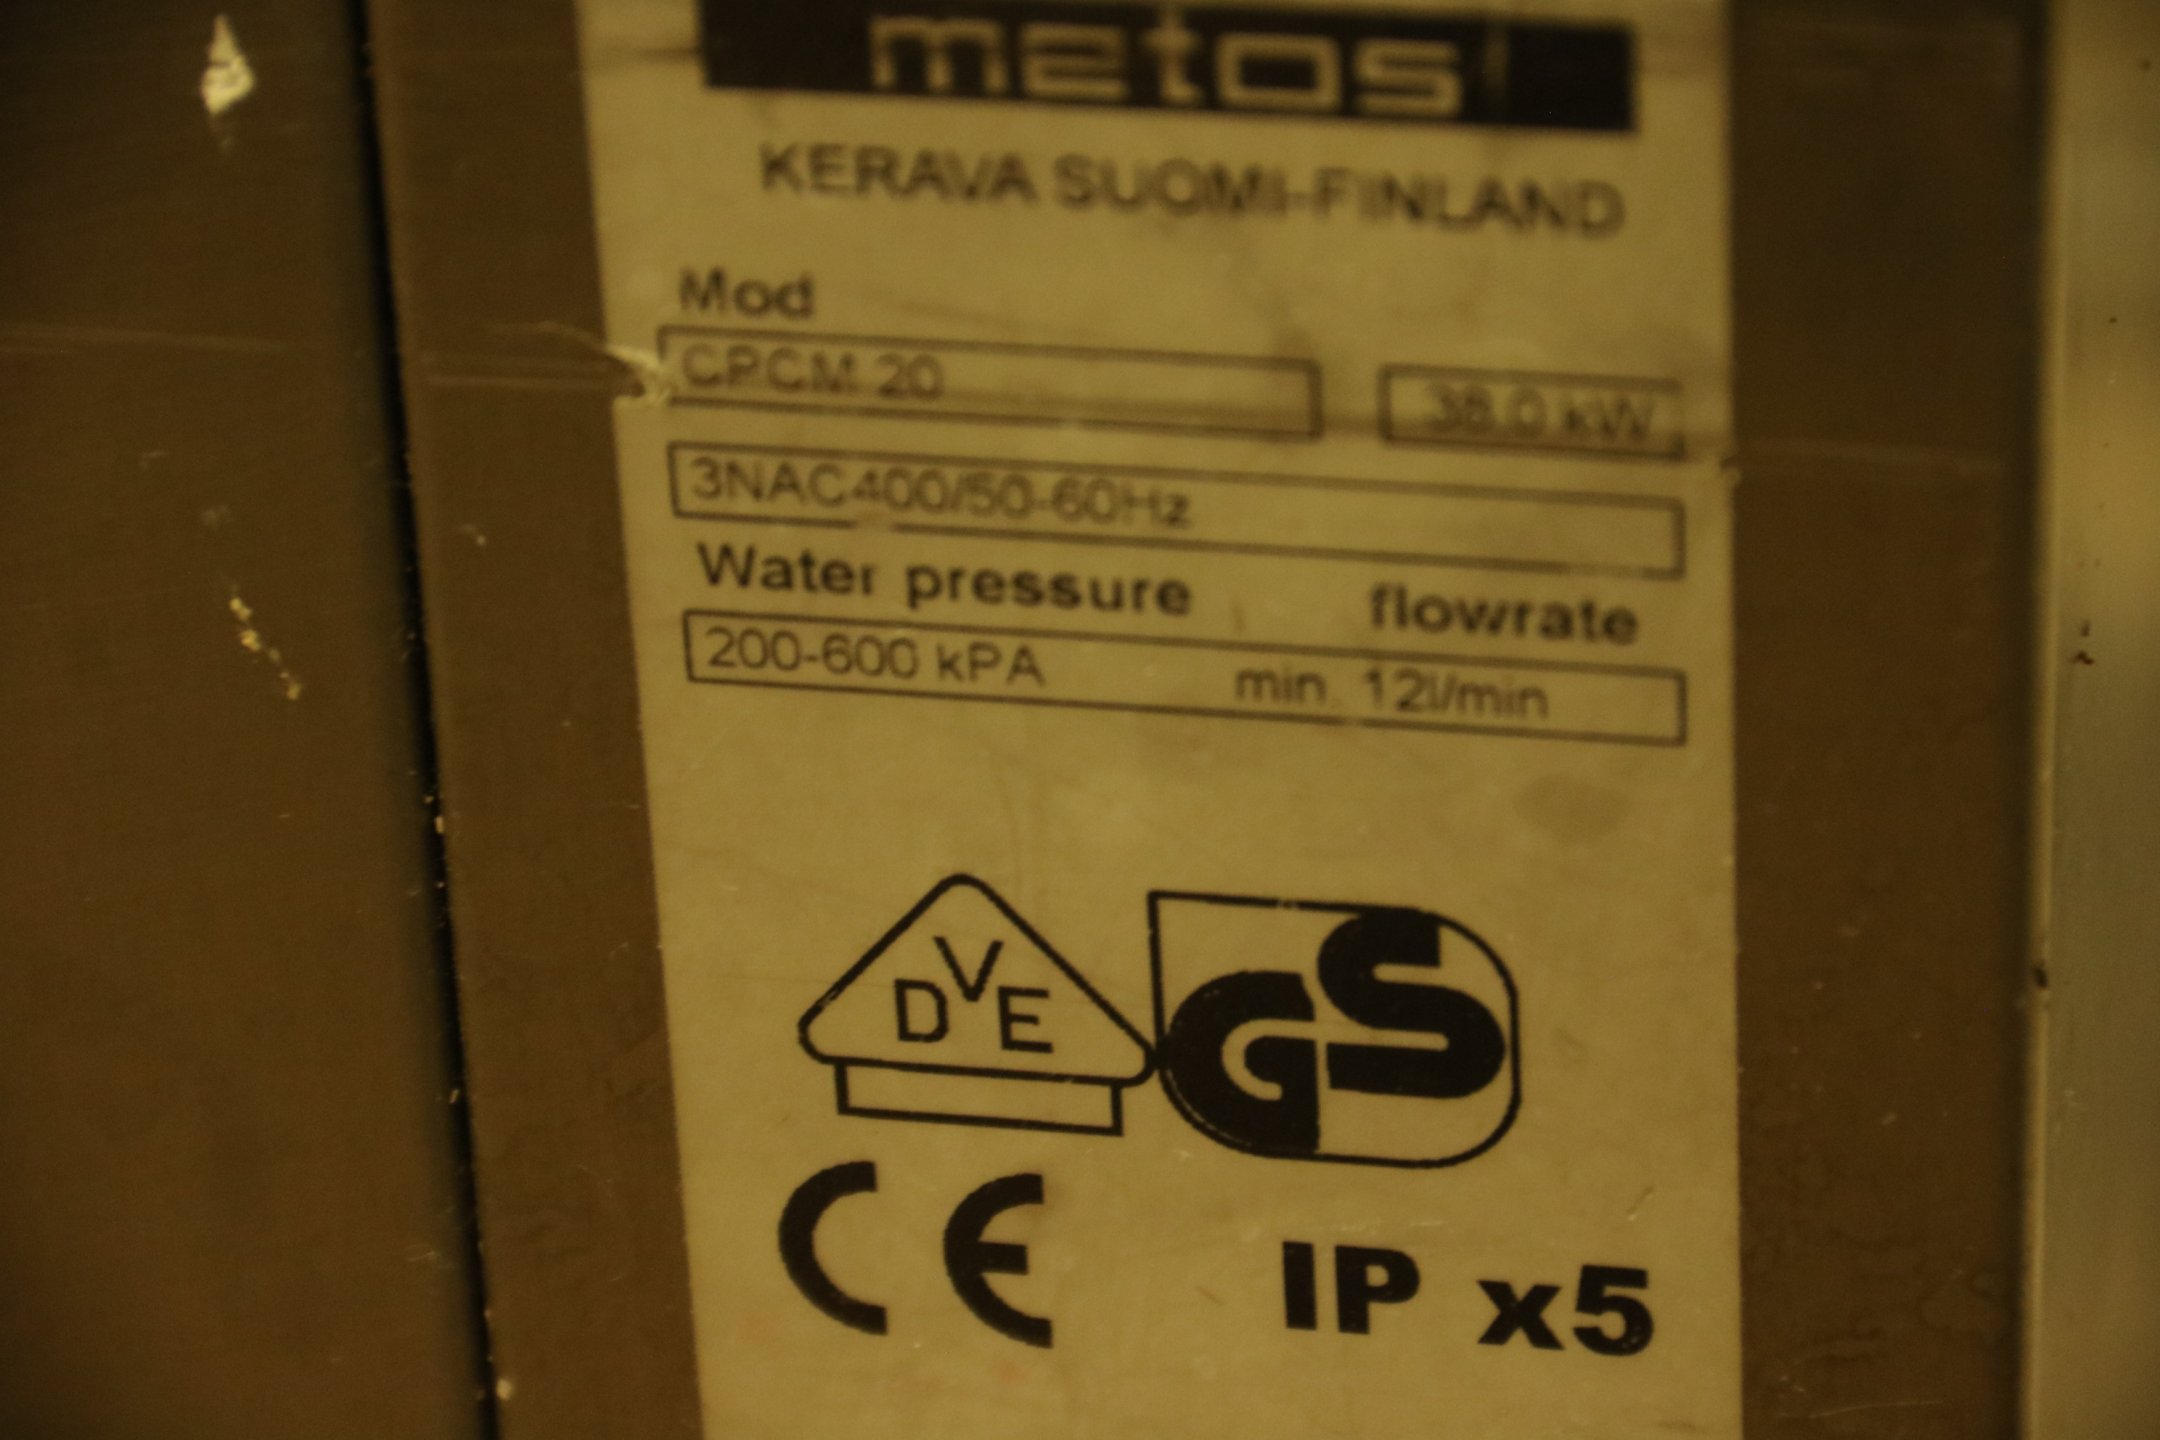 metos
KERAVA SUOMI-FINLAND
Mod
CPCM 20 38.0 kW
3NAC400/50-60Hz
Water pressure flowrate
200-600 kPA min. 12l/min
DVE
GS
CE
IP x5